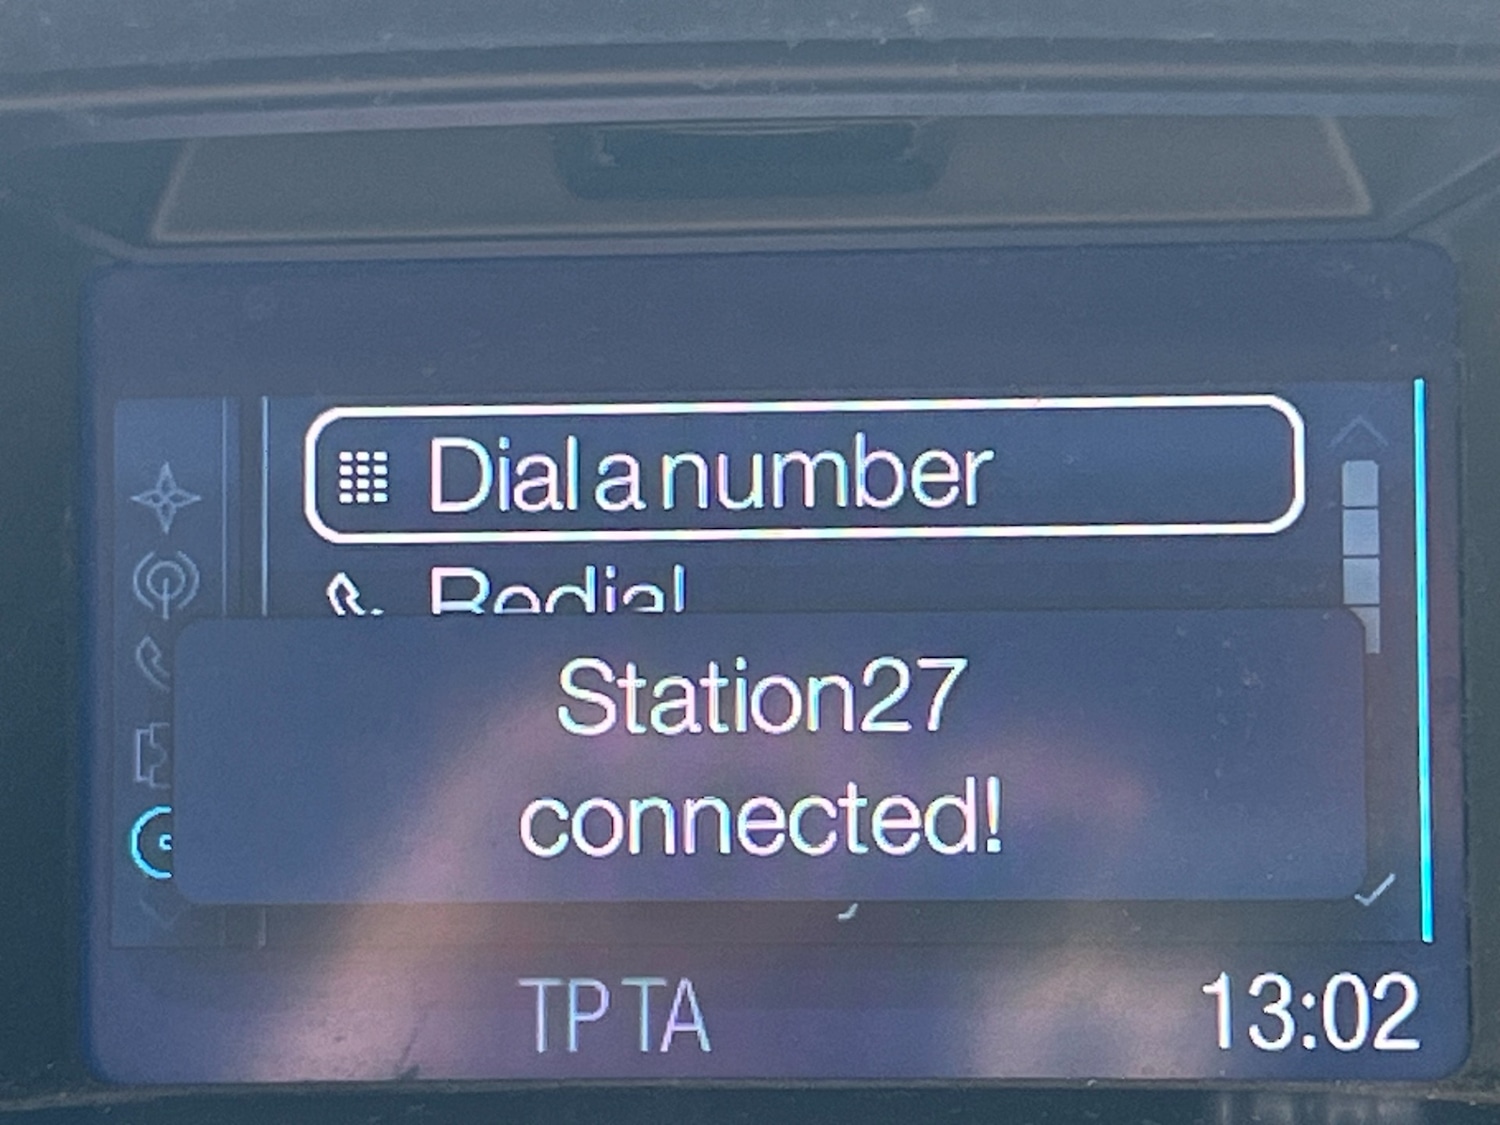 Dial a number
Redial
Station27
connected!
TP TA
13:02